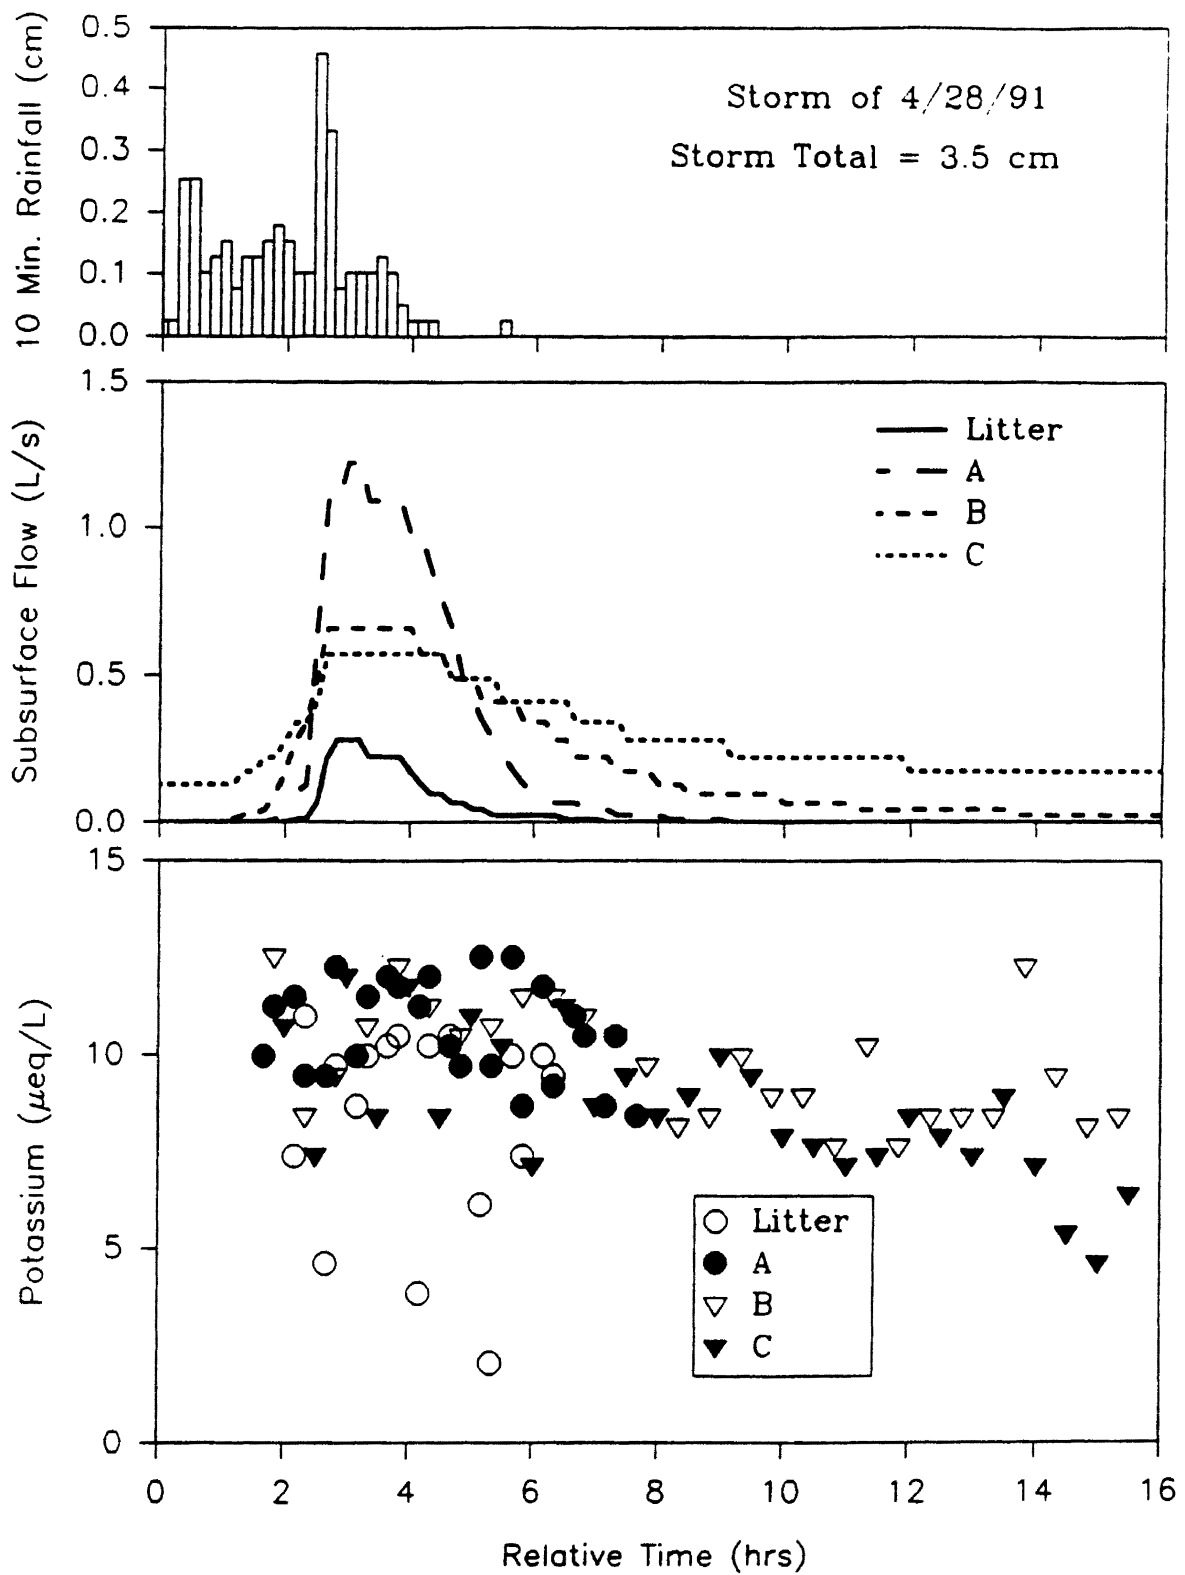 10 Min. Rainfall (cm)
0.5
0.4
0.3
0.2
0.1
0.0
Storm of 4/28/91
Storm Total = 3.5 cm
Subsurface Flow (L/s)
1.5
1.0
0.5
0.0
Litter
A
B
C
Potassium (μeq/L)
15
10
5
0
Litter
A
B
C
0 2 4 6 8 10 12 14 16
Relative Time (hrs)